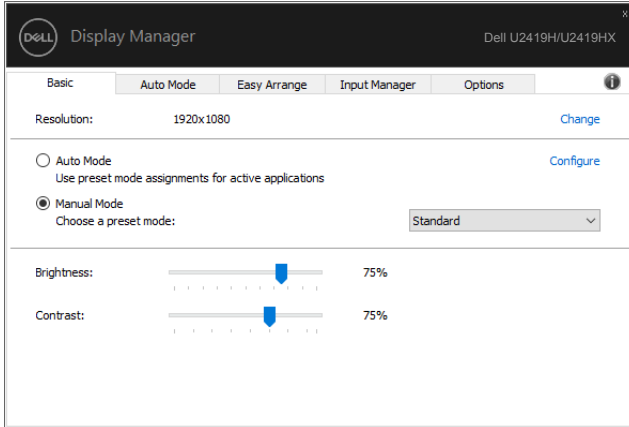 DELL Display Manager Dell U2419H/U2419HX
x
Basic Auto Mode Easy Arrange Input Manager Options
Resolution: 1920x1080 Change
Auto Mode Configure
Use preset mode assignments for active applications
Manual Mode
Choose a preset mode: Standard
Brightness: 75%
Contrast: 75%